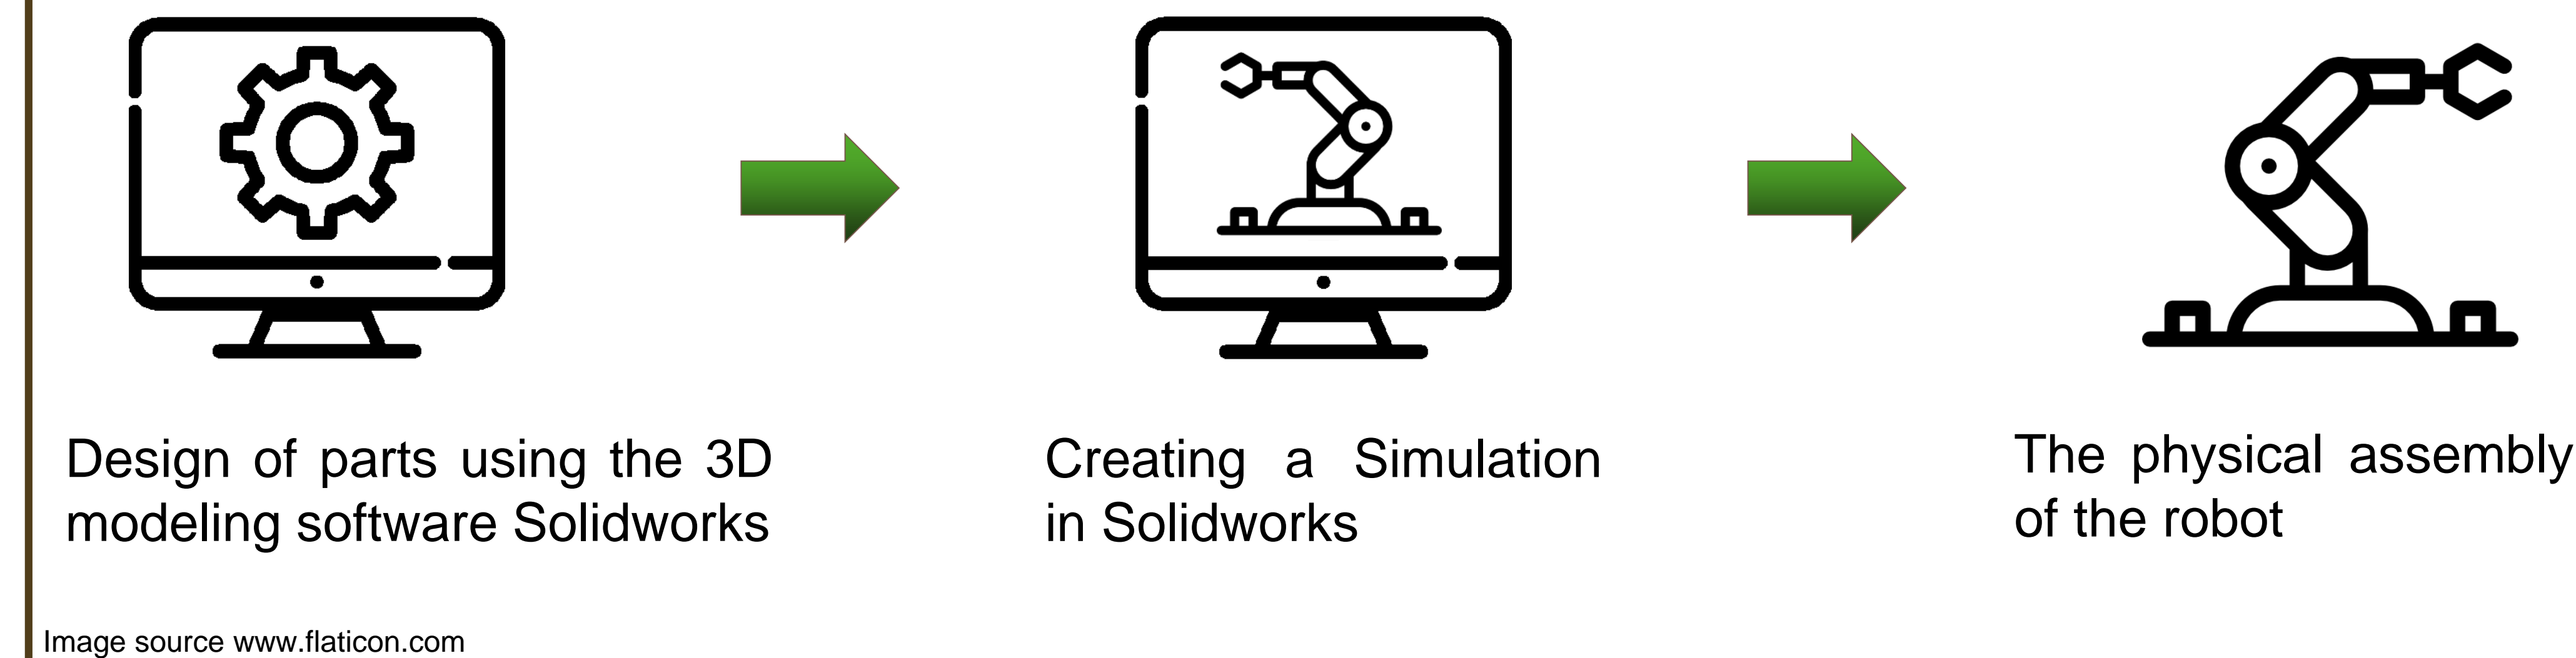 Design of parts using the 3D
modeling software Solidworks
Creating a Simulation
in Solidworks
The physical assembly
of the robot
Image source www.flaticon.com